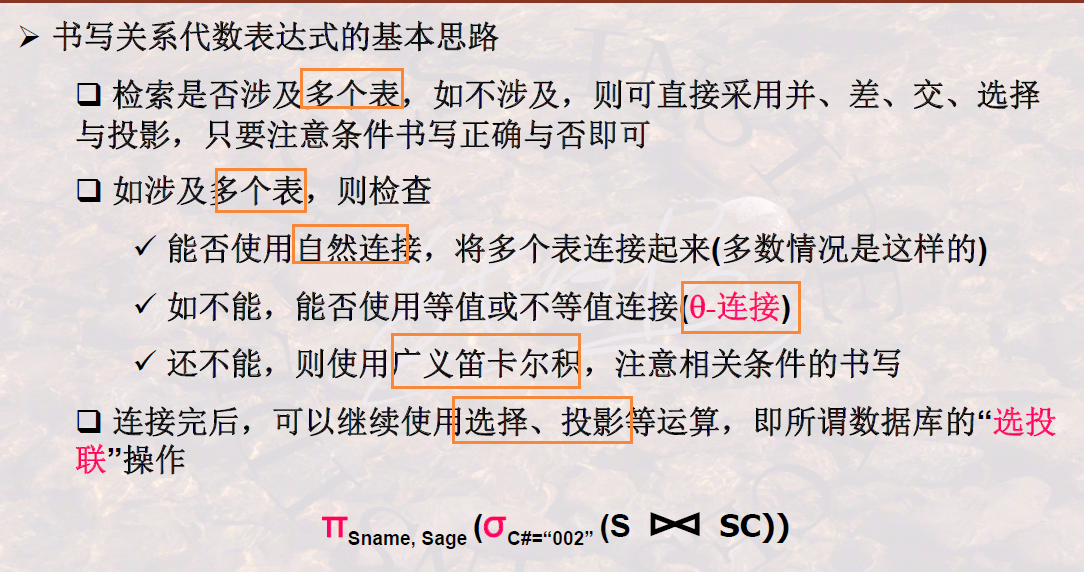 ➢ 书写关系代数表达式的基本思路
❑ 检索是否涉及多个表，如不涉及，则可直接采用并、差、交、选择
与投影，只要注意条件书写正确与否即可
❑ 如涉及多个表，则检查
✓ 能否使用自然连接，将多个表连接起来(多数情况是这样的)
✓ 如不能，能否使用等值或不等值连接(θ-连接)
✓ 还不能，则使用广义笛卡尔积，注意相关条件的书写
❑ 连接完后，可以继续使用选择、投影等运算，即所谓数据库的“选投
联”操作
π Sname, Sage (σ C#=“002” (S ⋈ SC))